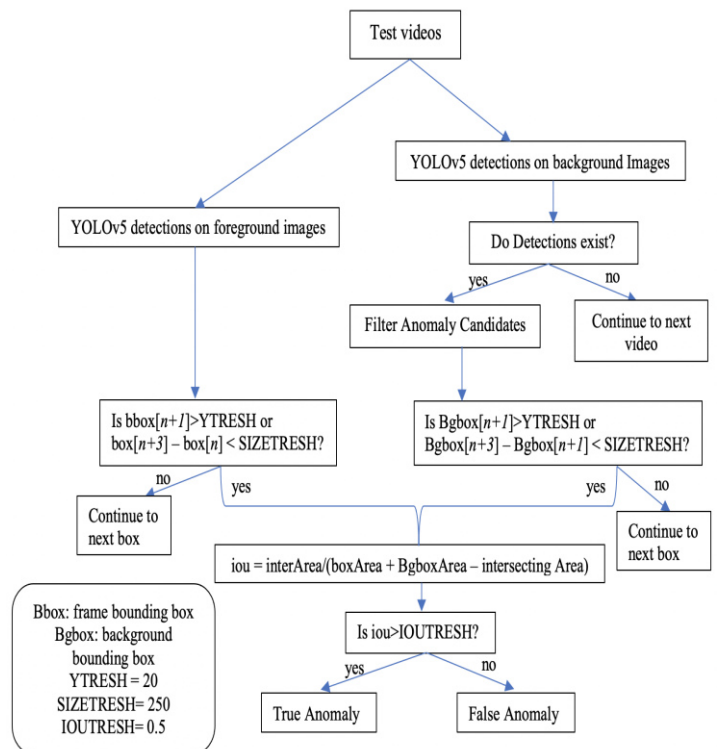 Test videos
YOLOv5 detections on background Images
YOLOv5 detections on foreground images
Do Detections exist?
yes
no
Filter Anomaly Candidates
Continue to next
video
Is bbox[n+1]>YTRESH or
box[n+3] – box[n] < SIZETRESH?
Is Bgbox[n+1]>YTRESH or
Bgbox[n+3] – Bgbox[n+1] < SIZETRESH?
no
yes
yes
no
Continue to
next box
Continue to
next box
iou = interArea/(boxArea + BgboxArea – intersecting Area)
Bbox: frame bounding box
Bgbox: background
bounding box
YTRESH = 20
SIZETRESH= 250
IOUTRESH= 0.5
Is iou>IOUTRESH?
yes
no
True Anomaly
False Anomaly